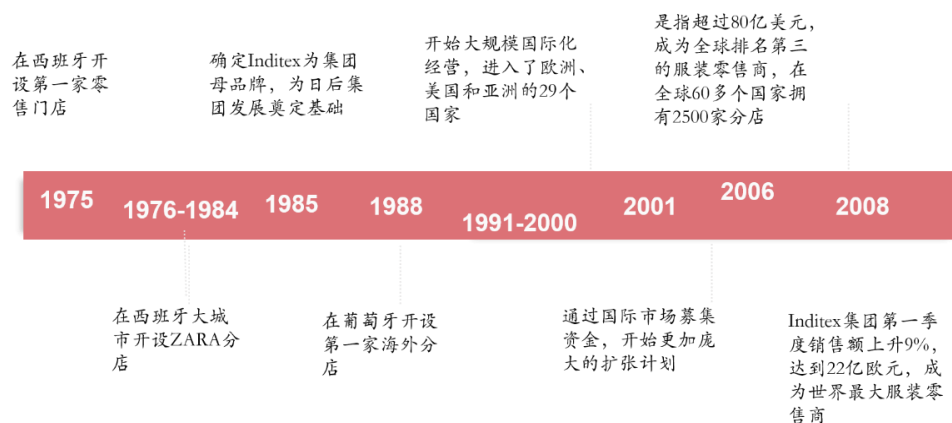 在西班牙开
设第一家零
售门店
确定Inditex为集团
母品牌，为日后集
团发展奠定基础
开始大规模国际化
经营，进入了欧洲、
美国和亚洲的29个
国家
是指超过80亿美元，
成为全球排名第三
的服装零售商，在
全球60多个国家拥
有2500家分店
1975
1976-1984
1985
1988
1991-2000
2001
2006
2008
在西班牙大城
市开设ZARA分
店
在葡萄牙开设
第一家海外分
店
通过国际市场募集
资金，开始更加庞
大的扩张计划
Inditex集团第一季
度销售额上升9%，
达到22亿欧元，成
为世界最大服装零
售商